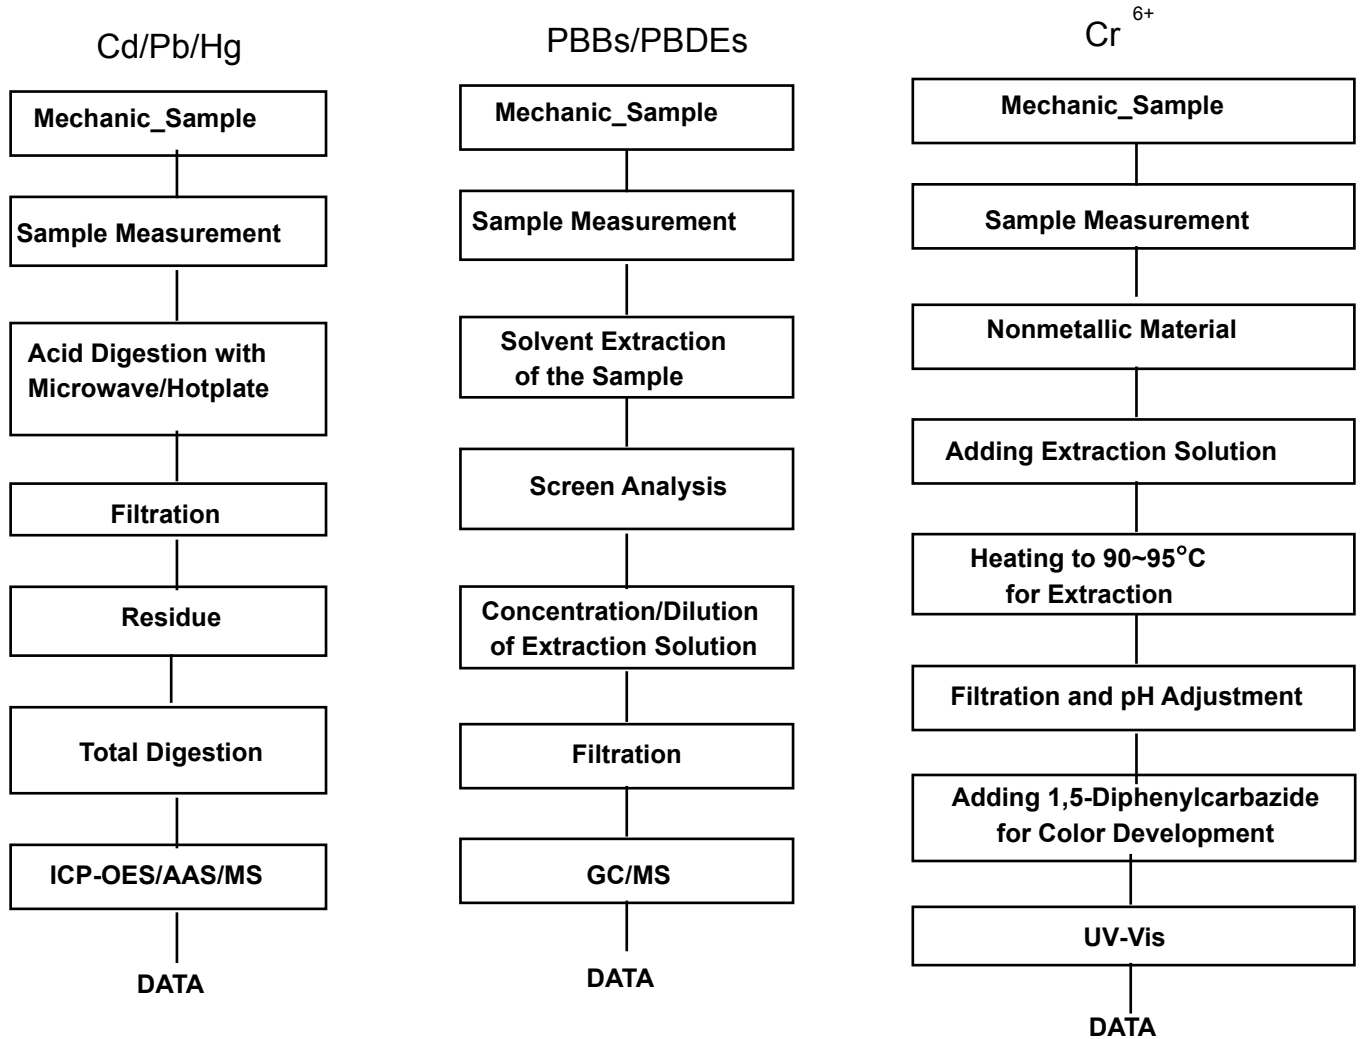 Cd/Pb/Hg
Mechanic_Sample
Sample Measurement
Acid Digestion with
Microwave/Hotplate
Filtration
Residue
Total Digestion
ICP-OES/AAS/MS
DATA
PBBs/PBDEs
Mechanic_Sample
Sample Measurement
Solvent Extraction
of the Sample
Screen Analysis
Concentration/Dilution
of Extraction Solution
Filtration
GC/MS
DATA
Cr 6+
Mechanic_Sample
Sample Measurement
Nonmetallic Material
Adding Extraction Solution
Heating to 90~95°C
for Extraction
Filtration and pH Adjustment
Adding 1,5-Diphenylcarbazide
for Color Development
UV-Vis
DATA